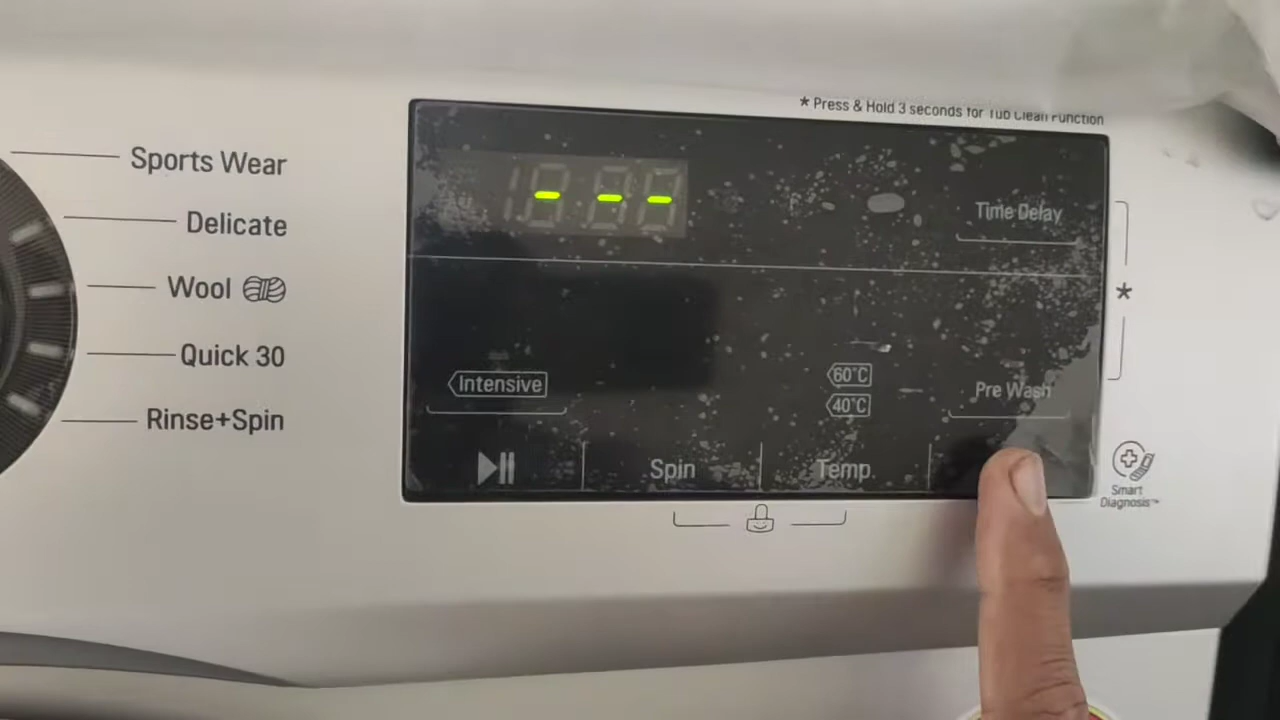 * Press & Hold 3 seconds for Tub Clean Function
Sports Wear
Delicate
Wool
Quick 30
Rinse+Spin
- - -
Time Delay
*
Intensive
60°C
40°C
Pre Wash
Spin
Temp
Smart
Diagnosis™